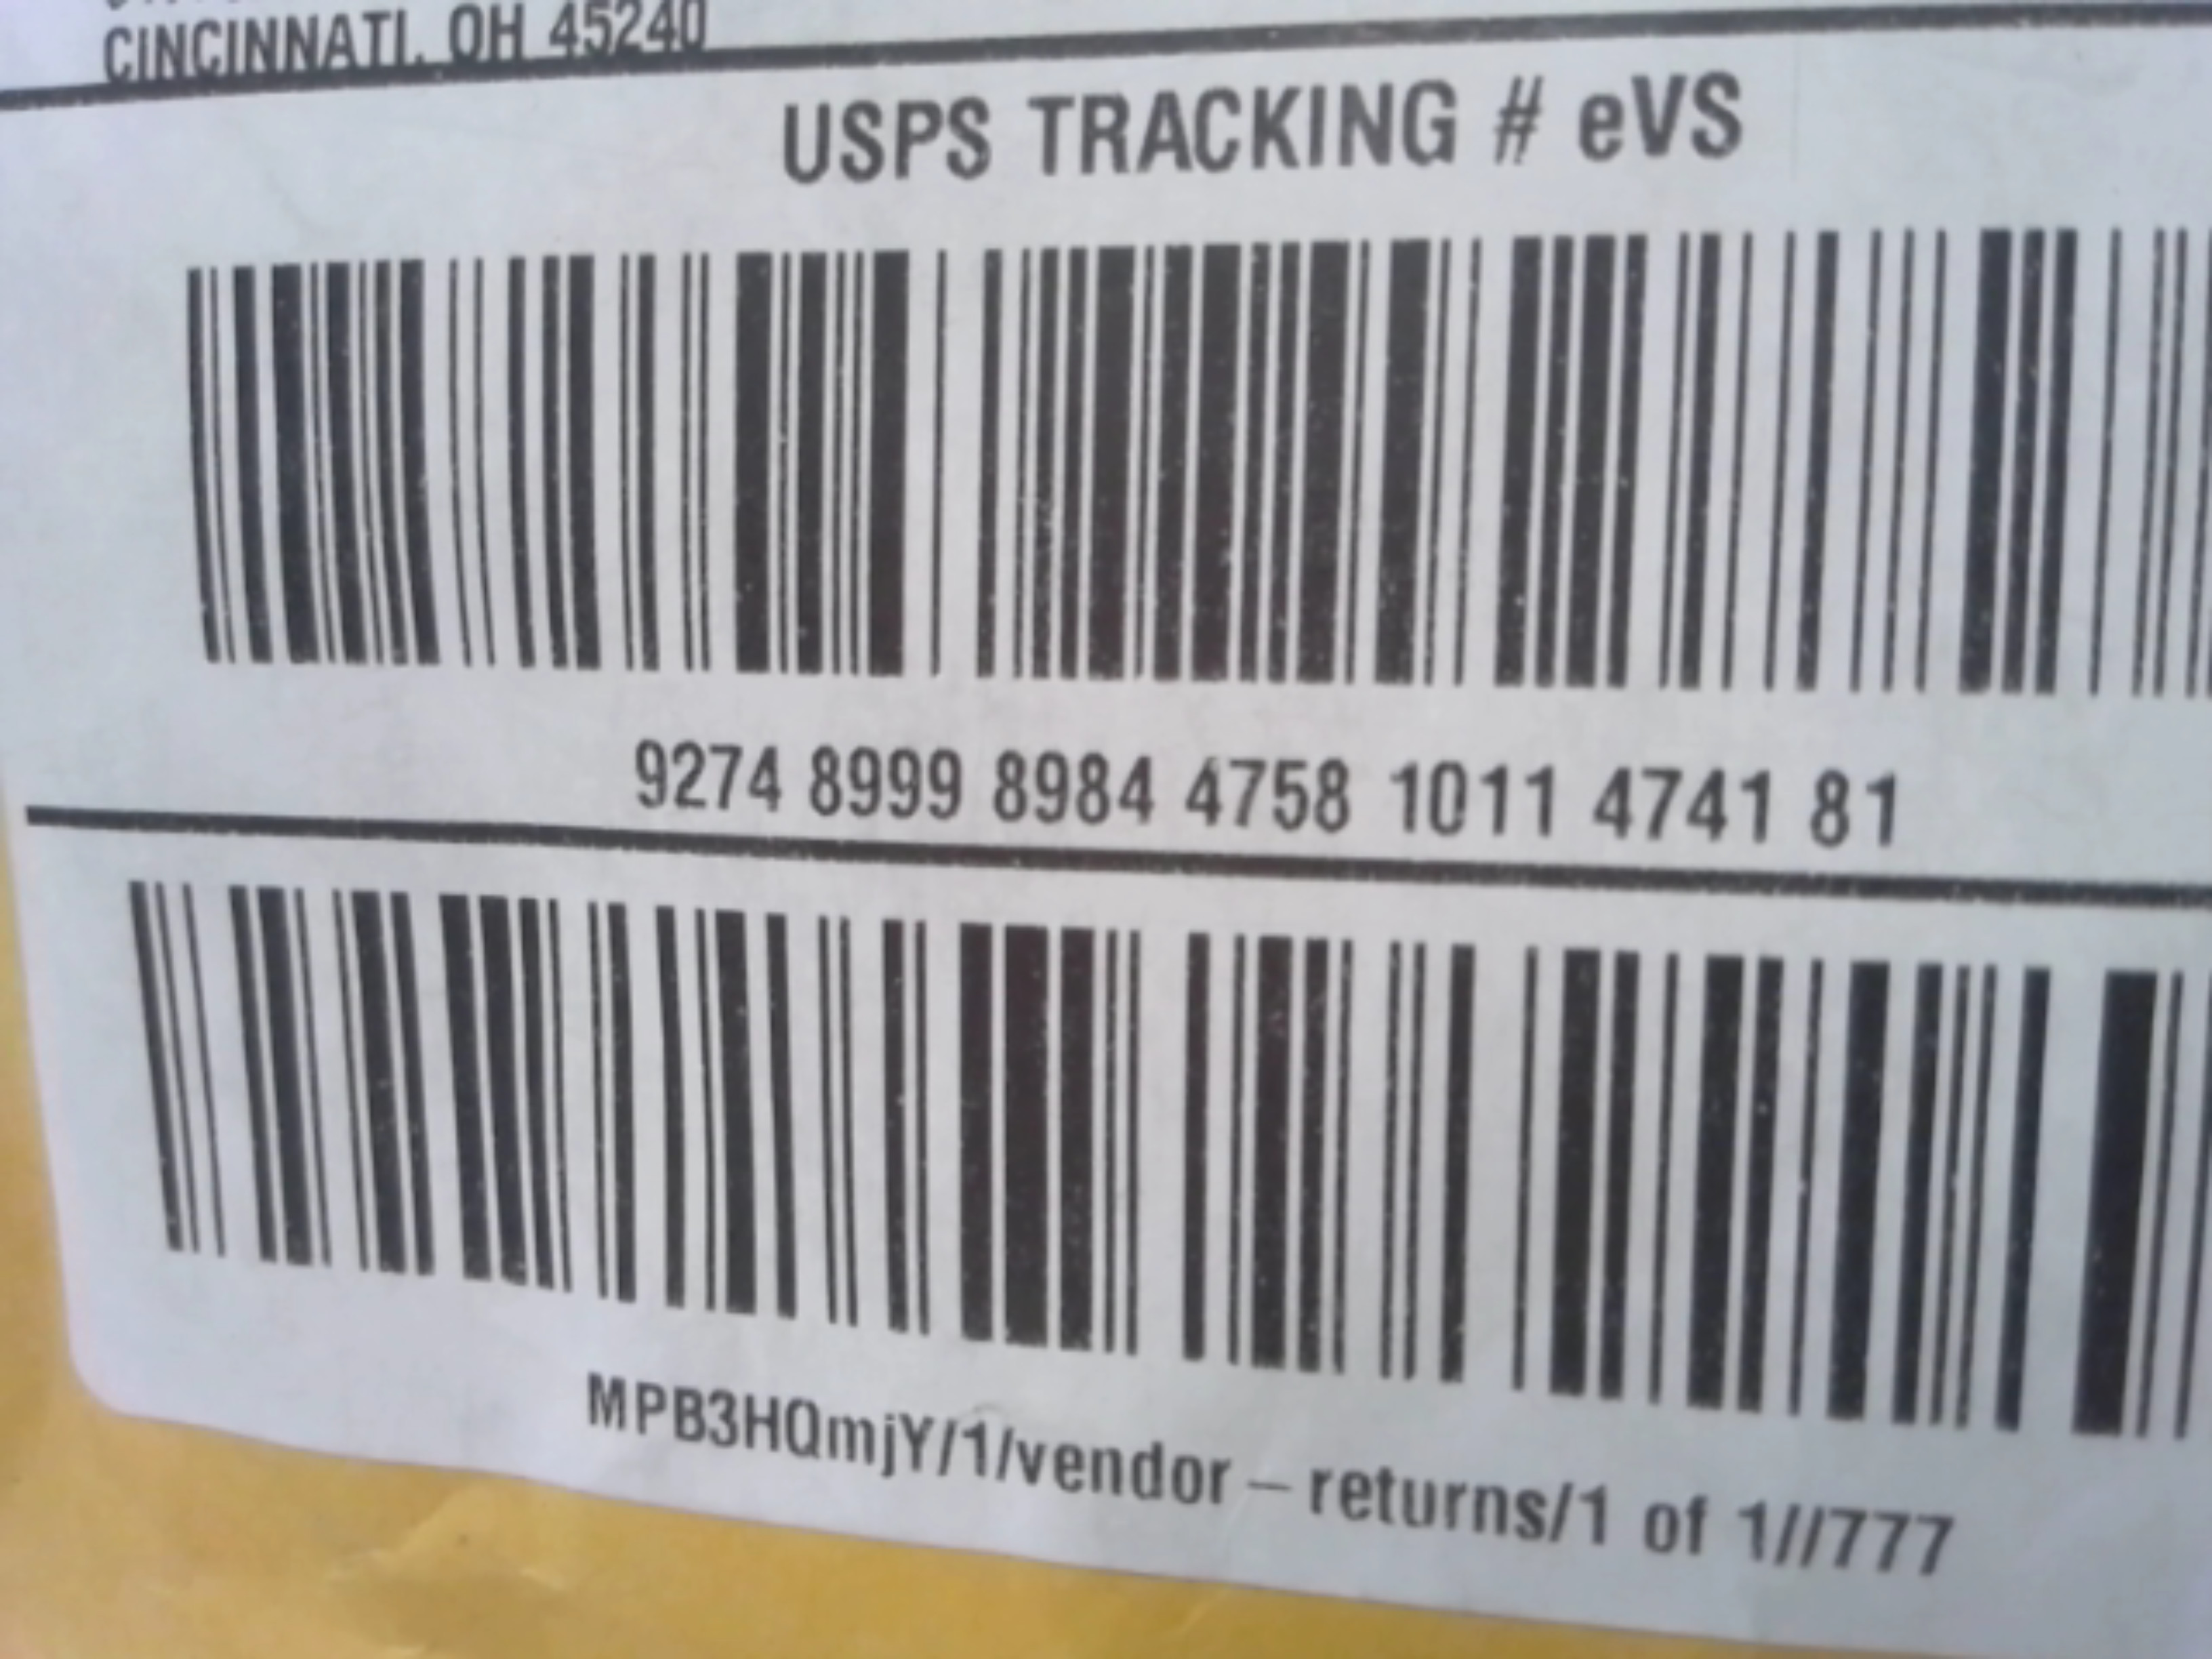 CINCINNATI, OH 45240
USPS TRACKING # eVS
9274 8999 8984 4758 1011 4741 81
MPB3HQmjY/1/vendor – returns/1 of 1//777